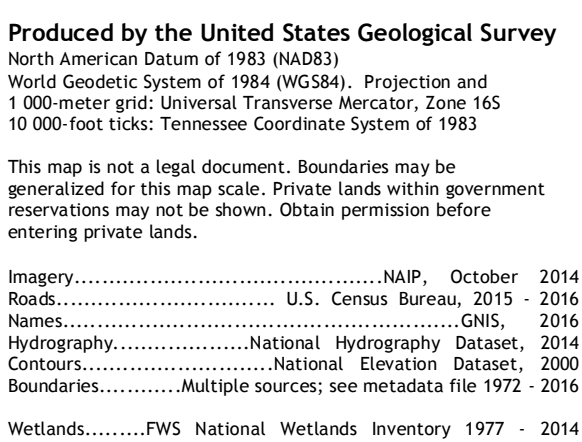 Produced by the United States Geological Survey
North American Datum of 1983 (NAD83)
World Geodetic System of 1984 (WGS84).  Projection and
1 000-meter grid: Universal Transverse Mercator, Zone 16S
10 000-foot ticks: Tennessee Coordinate System of 1983
This map is not a legal document. Boundaries may be
generalized for this map scale. Private lands within government
reservations may not be shown. Obtain permission before
entering private lands.
Imagery.............................................NAIP, October 2014
Roads................................ U.S. Census Bureau, 2015 - 2016
Names..........................................................GNIS, 2016
Hydrography....................National Hydrography Dataset, 2014
Contours............................National Elevation Dataset, 2000
Boundaries............Multiple sources; see metadata file 1972 - 2016
Wetlands.........FWS National Wetlands Inventory 1977 - 2014